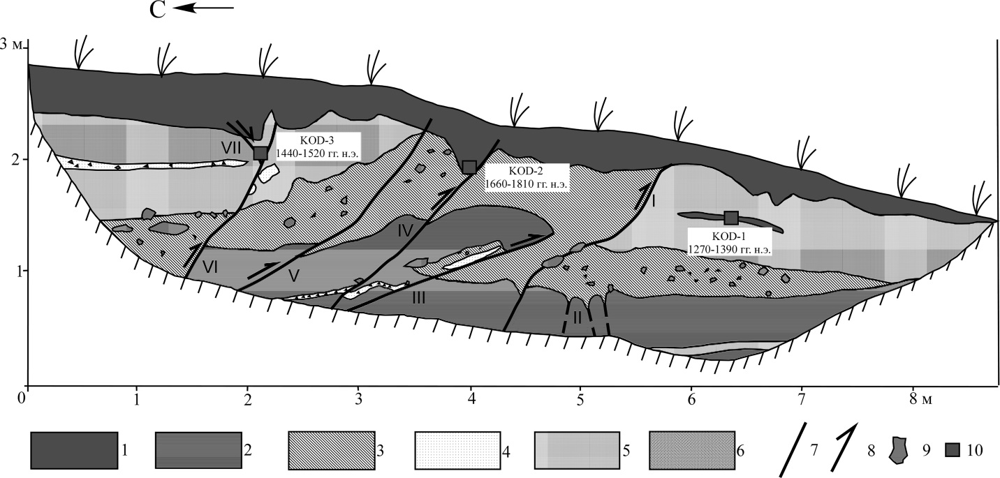 С
3 м
2
1
0
1
2
3
4
5
6
7
8 м
VII
KOD-3
1440-1520 гг. н.э.
KOD-2
1660-1810 гг. н.э.
I
KOD-1
1270-1390 гг. н.э.
IV
VI
V
III
II
1
2
3
4
5
6
7
8
9
10